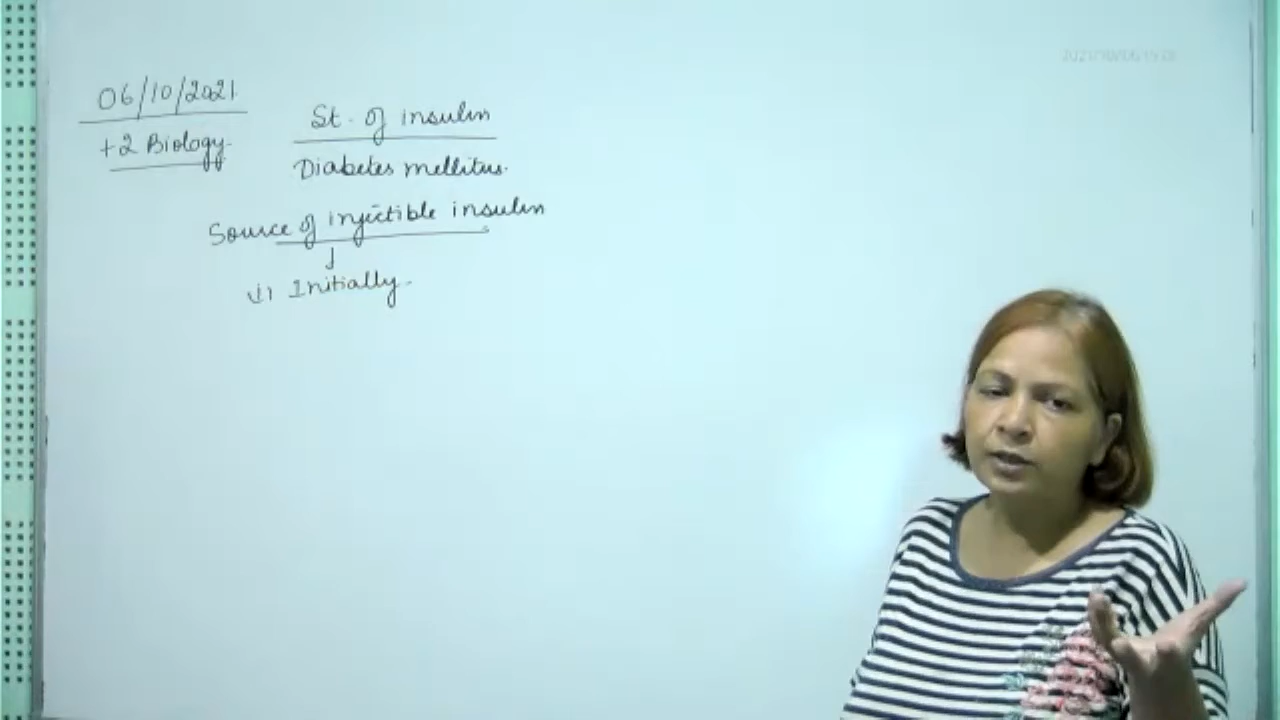 06/10/2021
+2 Biology
St. of insulin
Diabetes mellitus.
Source of injectible insulin
(i) Initially.